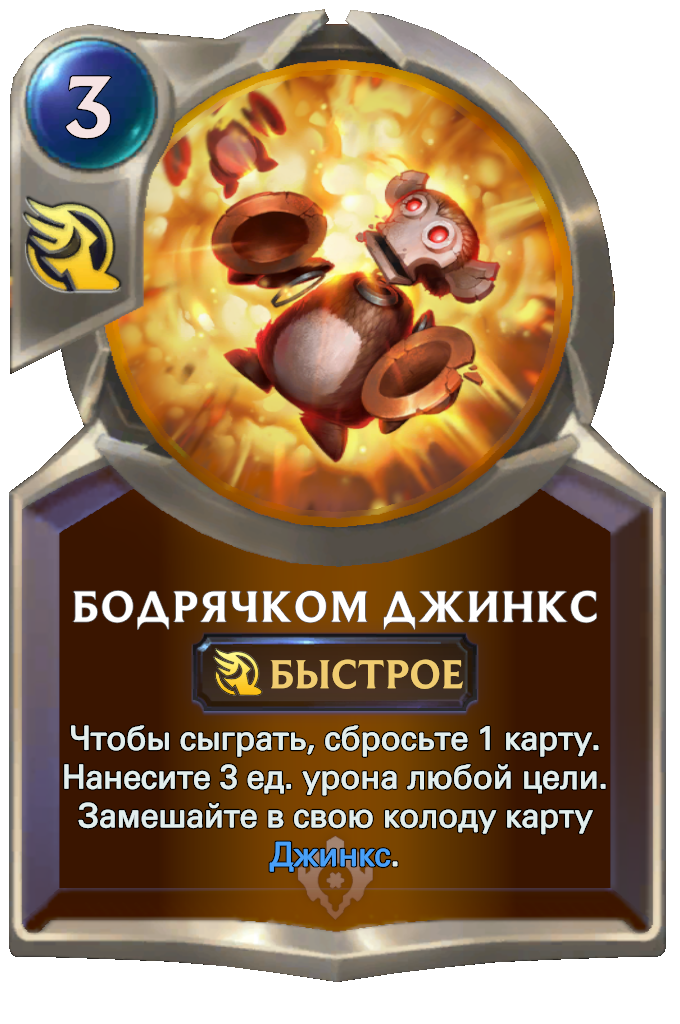 3
БОДРЯЧКОМ ДЖИНКС
БЫСТРОЕ
Чтобы сыграть, сбросьте 1 карту.
Нанесите 3 ед. урона любой цели.
Замешайте в свою колоду карту
Джинкс.